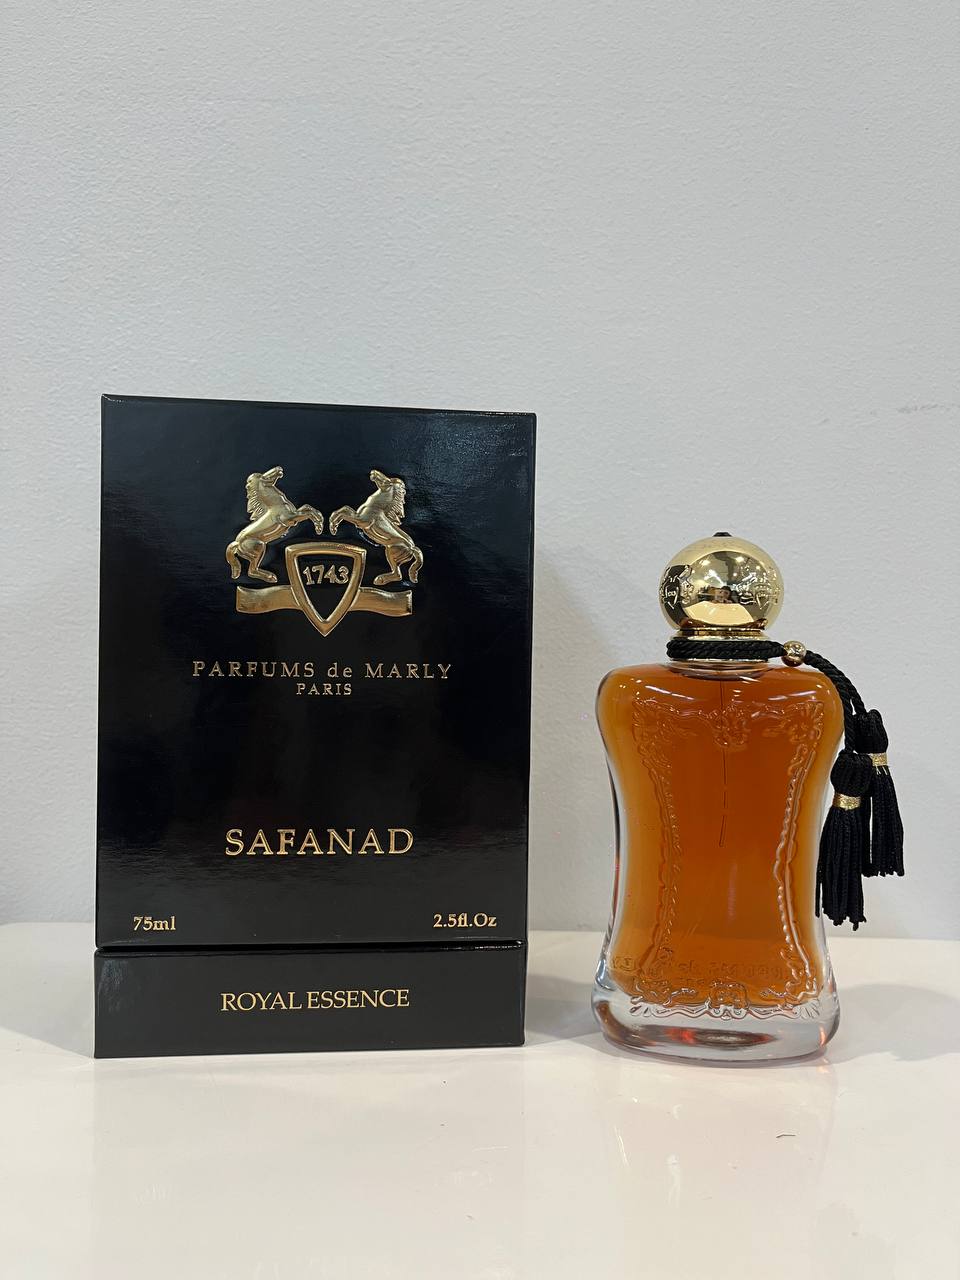 1743
PARFUMS de MARLY
PARIS
SAFANAD
75ml 2.5fl.Oz
ROYAL ESSENCE